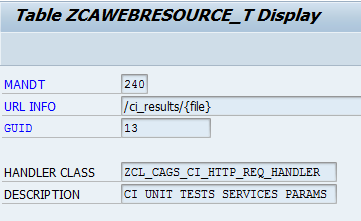 Table ZCAWEBRESOURCE_T Display
MANDT 240
URL INFO /ci_results/{file}
GUID 13
HANDLER CLASS ZCL_CAGS_CI_HTTP_REQ_HANDLER
DESCRIPTION CI UNIT TESTS SERVICES PARAMS